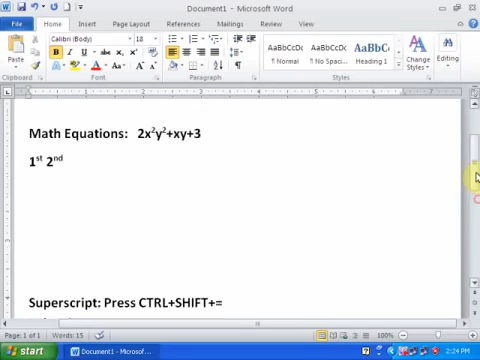 Document1 - Microsoft Word
File Home Insert Page Layout References Mailings Review View
Calibri (Body) 18
Paste
AaBbCcDc AaBbCcDc AaBbCc
¶ Normal ¶ No Spaci... Heading 1
Change Styles
Editing
Clipboard Font Paragraph Styles
Math Equations: 2x²y²+xy+3
1st 2nd
Superscript: Press CTRL+SHIFT+=
Page: 1 of 1 Words: 15 100%
start Document1 - Microsof... 2:24 PM